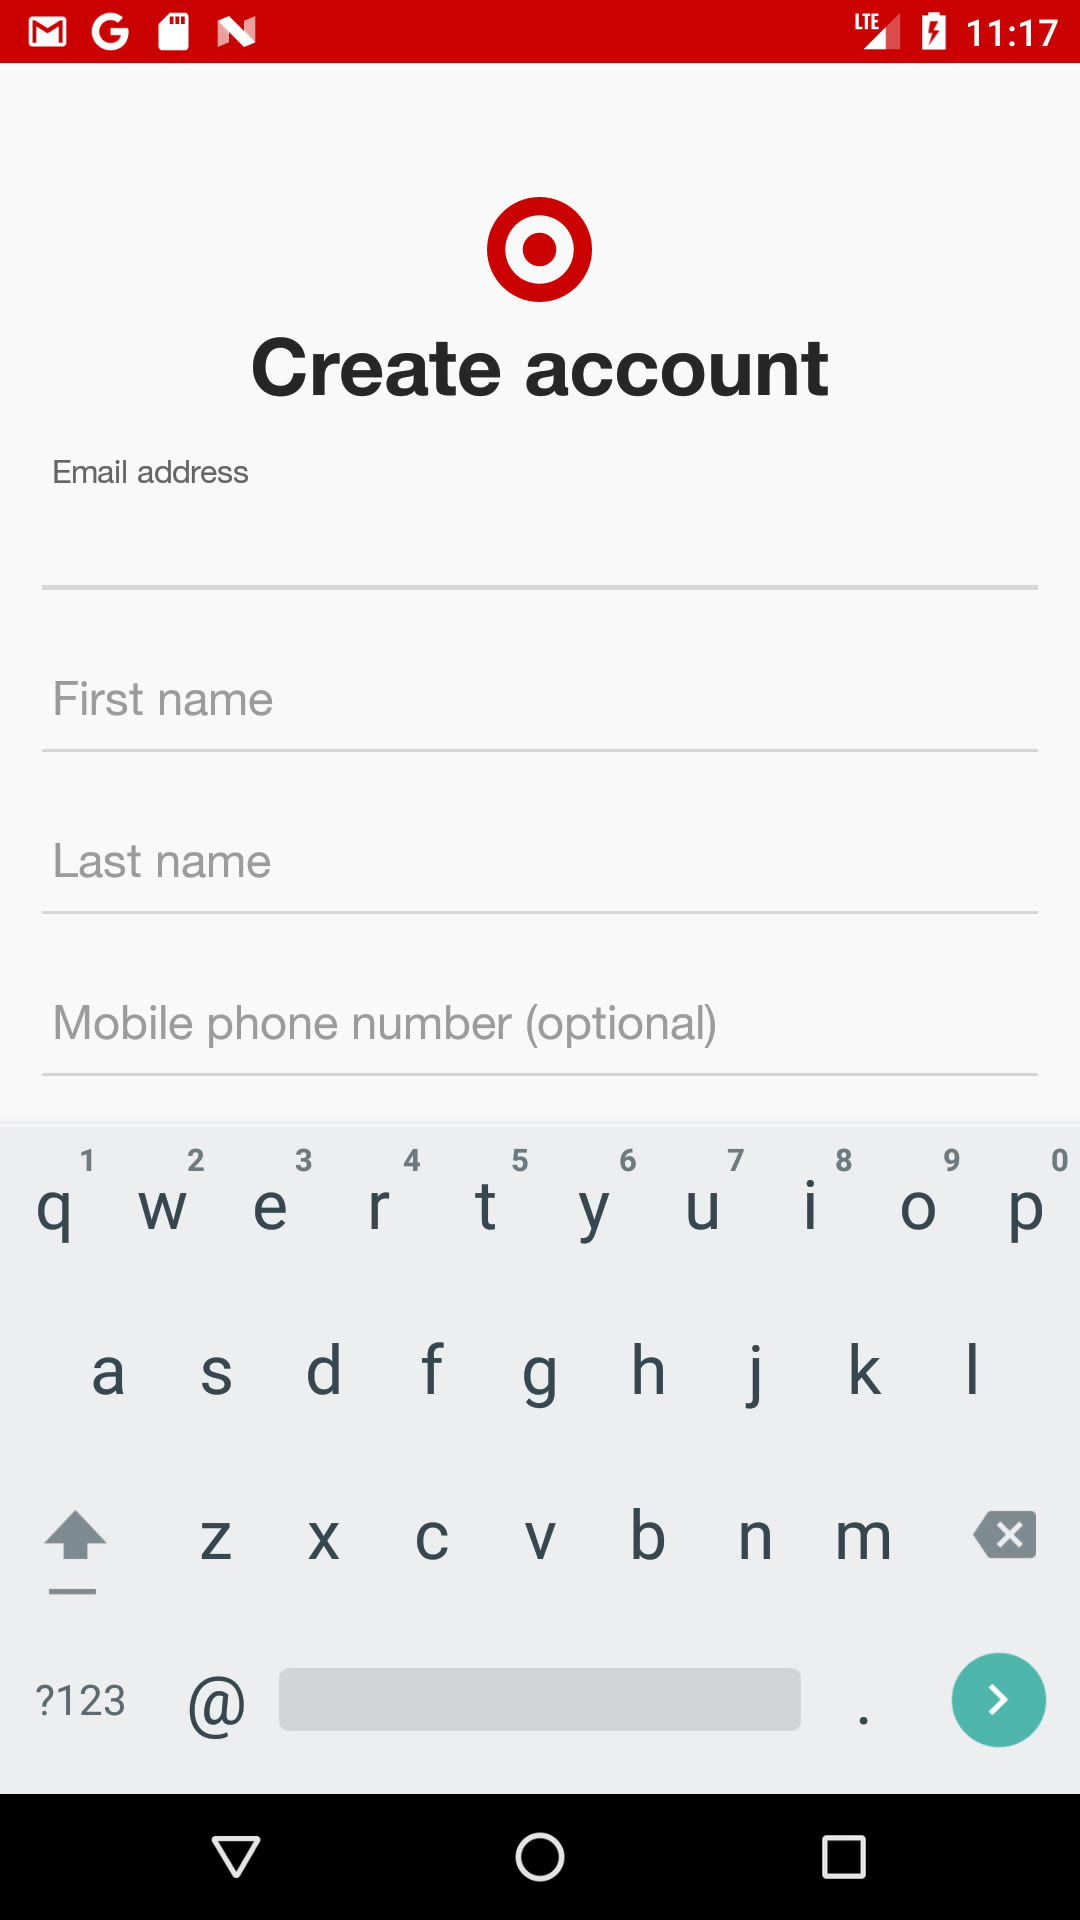 LTE 11:17
Create account
Email address
First name
Last name
Mobile phone number (optional)
1 2 3 4 5 6 7 8 9 0
q w e r t y u i o p
a s d f g h j k l
z x c v b n m
?123 @ .